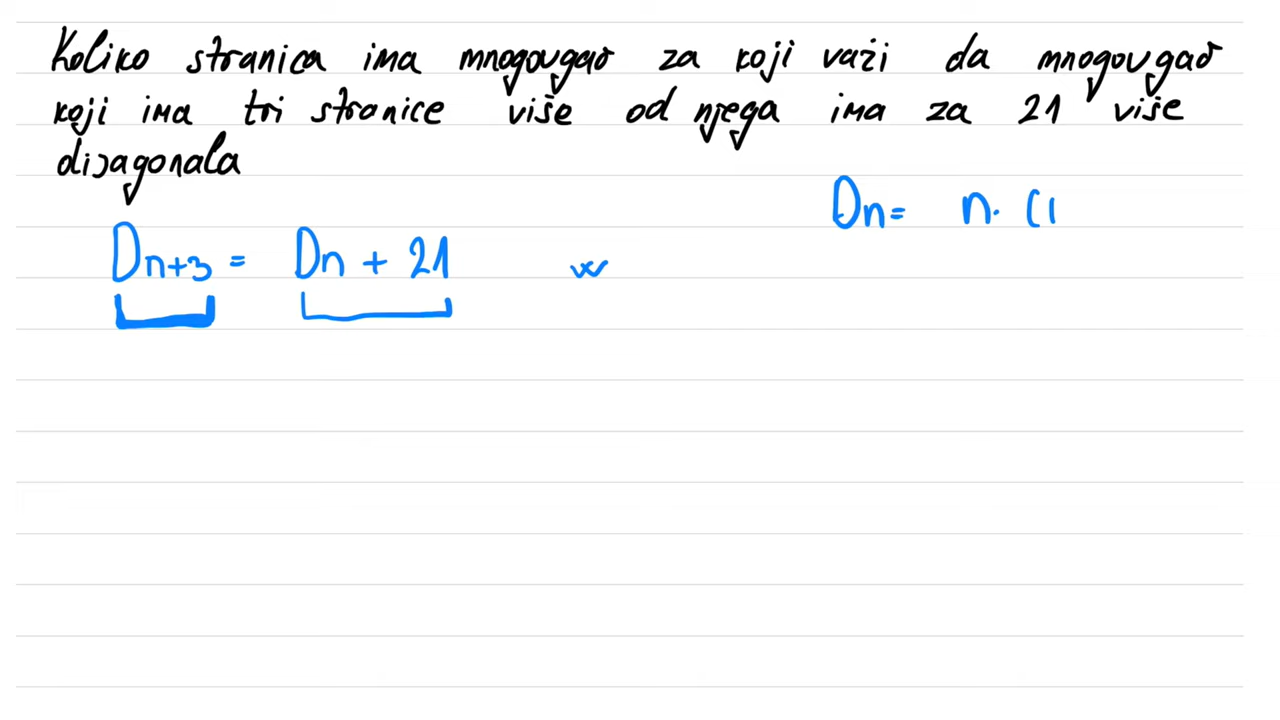 Koliko stranica ima mnogougao za koji važi da mnogougao
koji ima tri stranice više od njega ima za 21 više
dijagonala
Dn= n· (
Dn+3 = Dn + 21